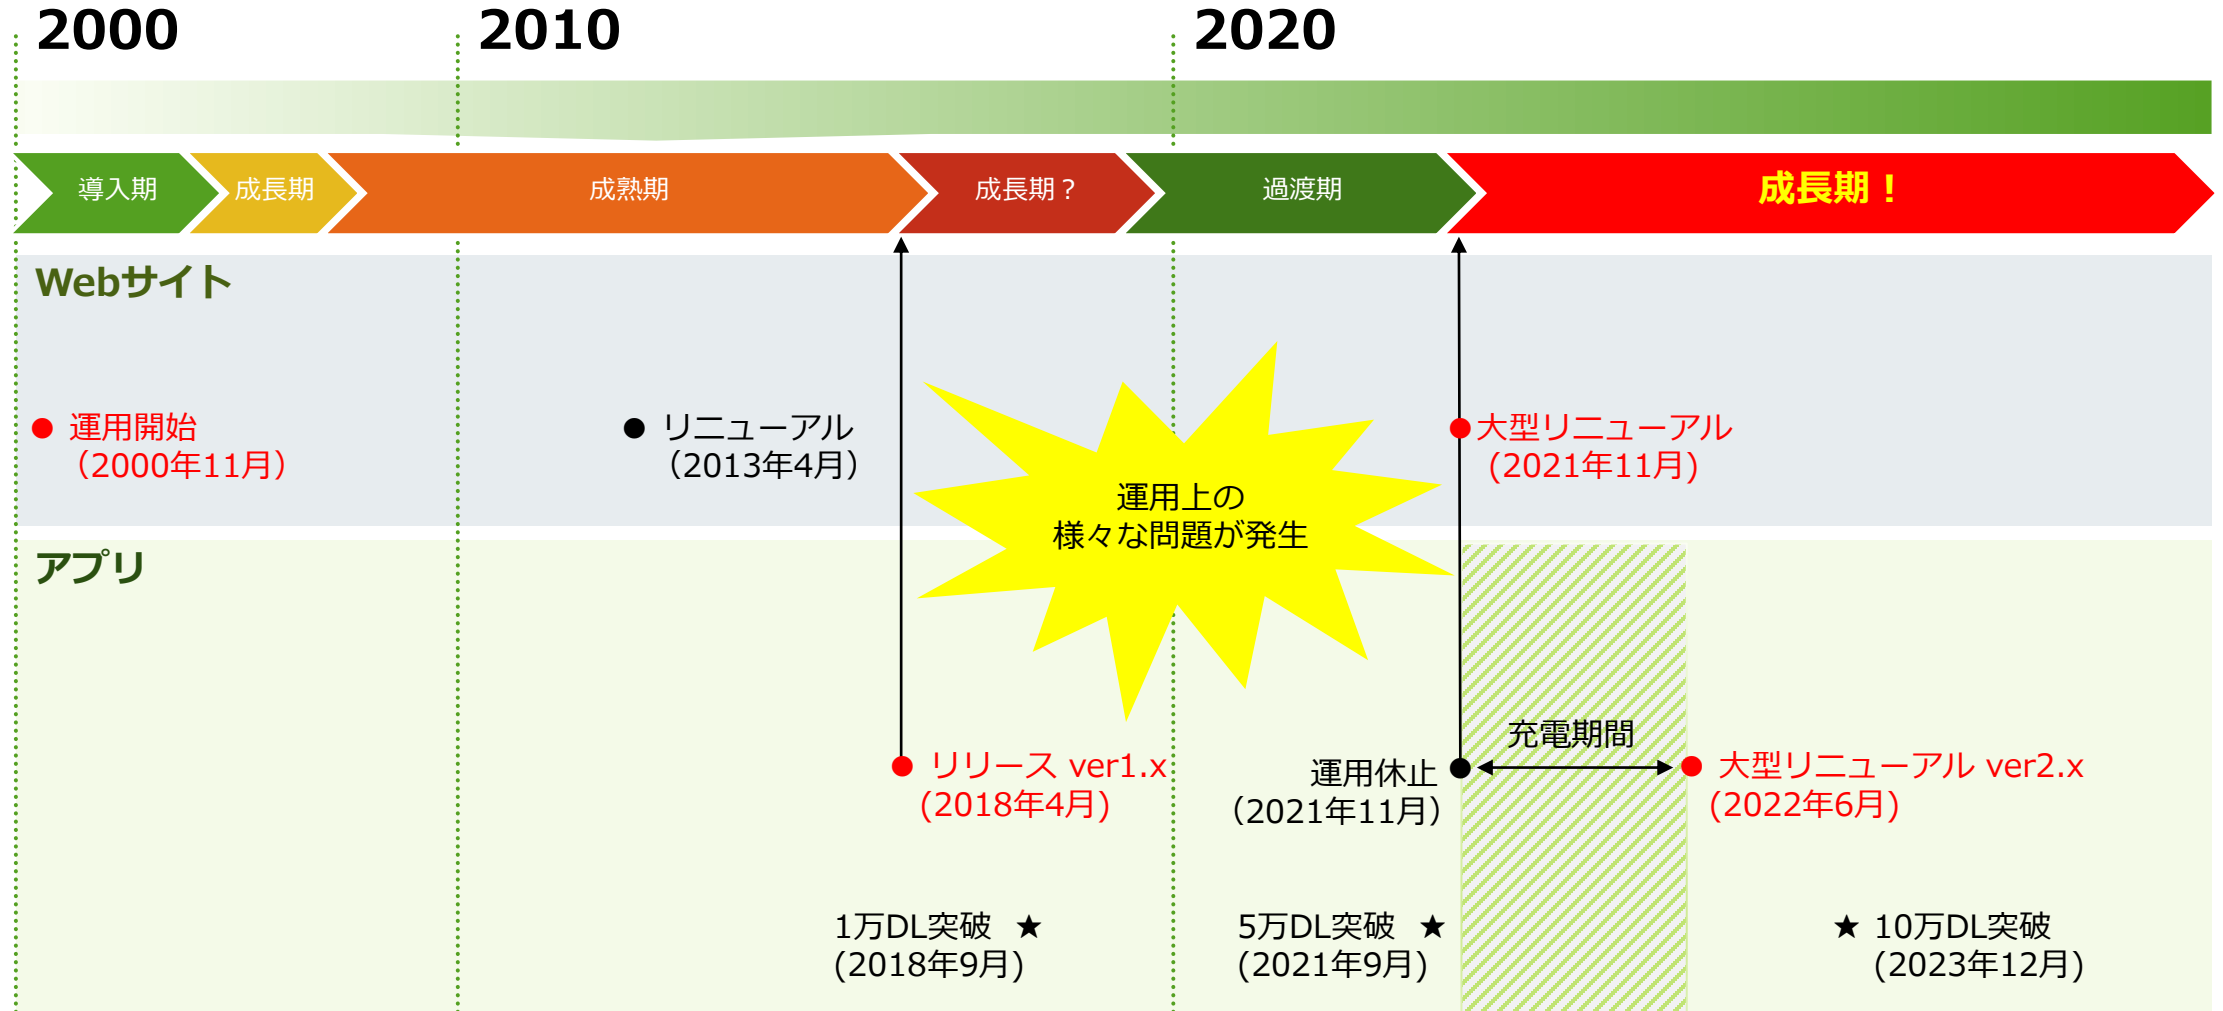 2000
2010
2020
導入期
成長期
成熟期
成長期？
過渡期
成長期！
Webサイト
運用開始
（2000年11月）
リニューアル
（2013年4月）
大型リニューアル
(2021年11月)
運用上の
様々な問題が発生
アプリ
リリース ver1.x
(2018年4月)
運用休止
（2021年11月）
充電期間
大型リニューアル ver2.x
(2022年6月)
1万DL突破 ★
(2018年9月)
5万DL突破 ★
(2021年9月)
★ 10万DL突破
(2023年12月)